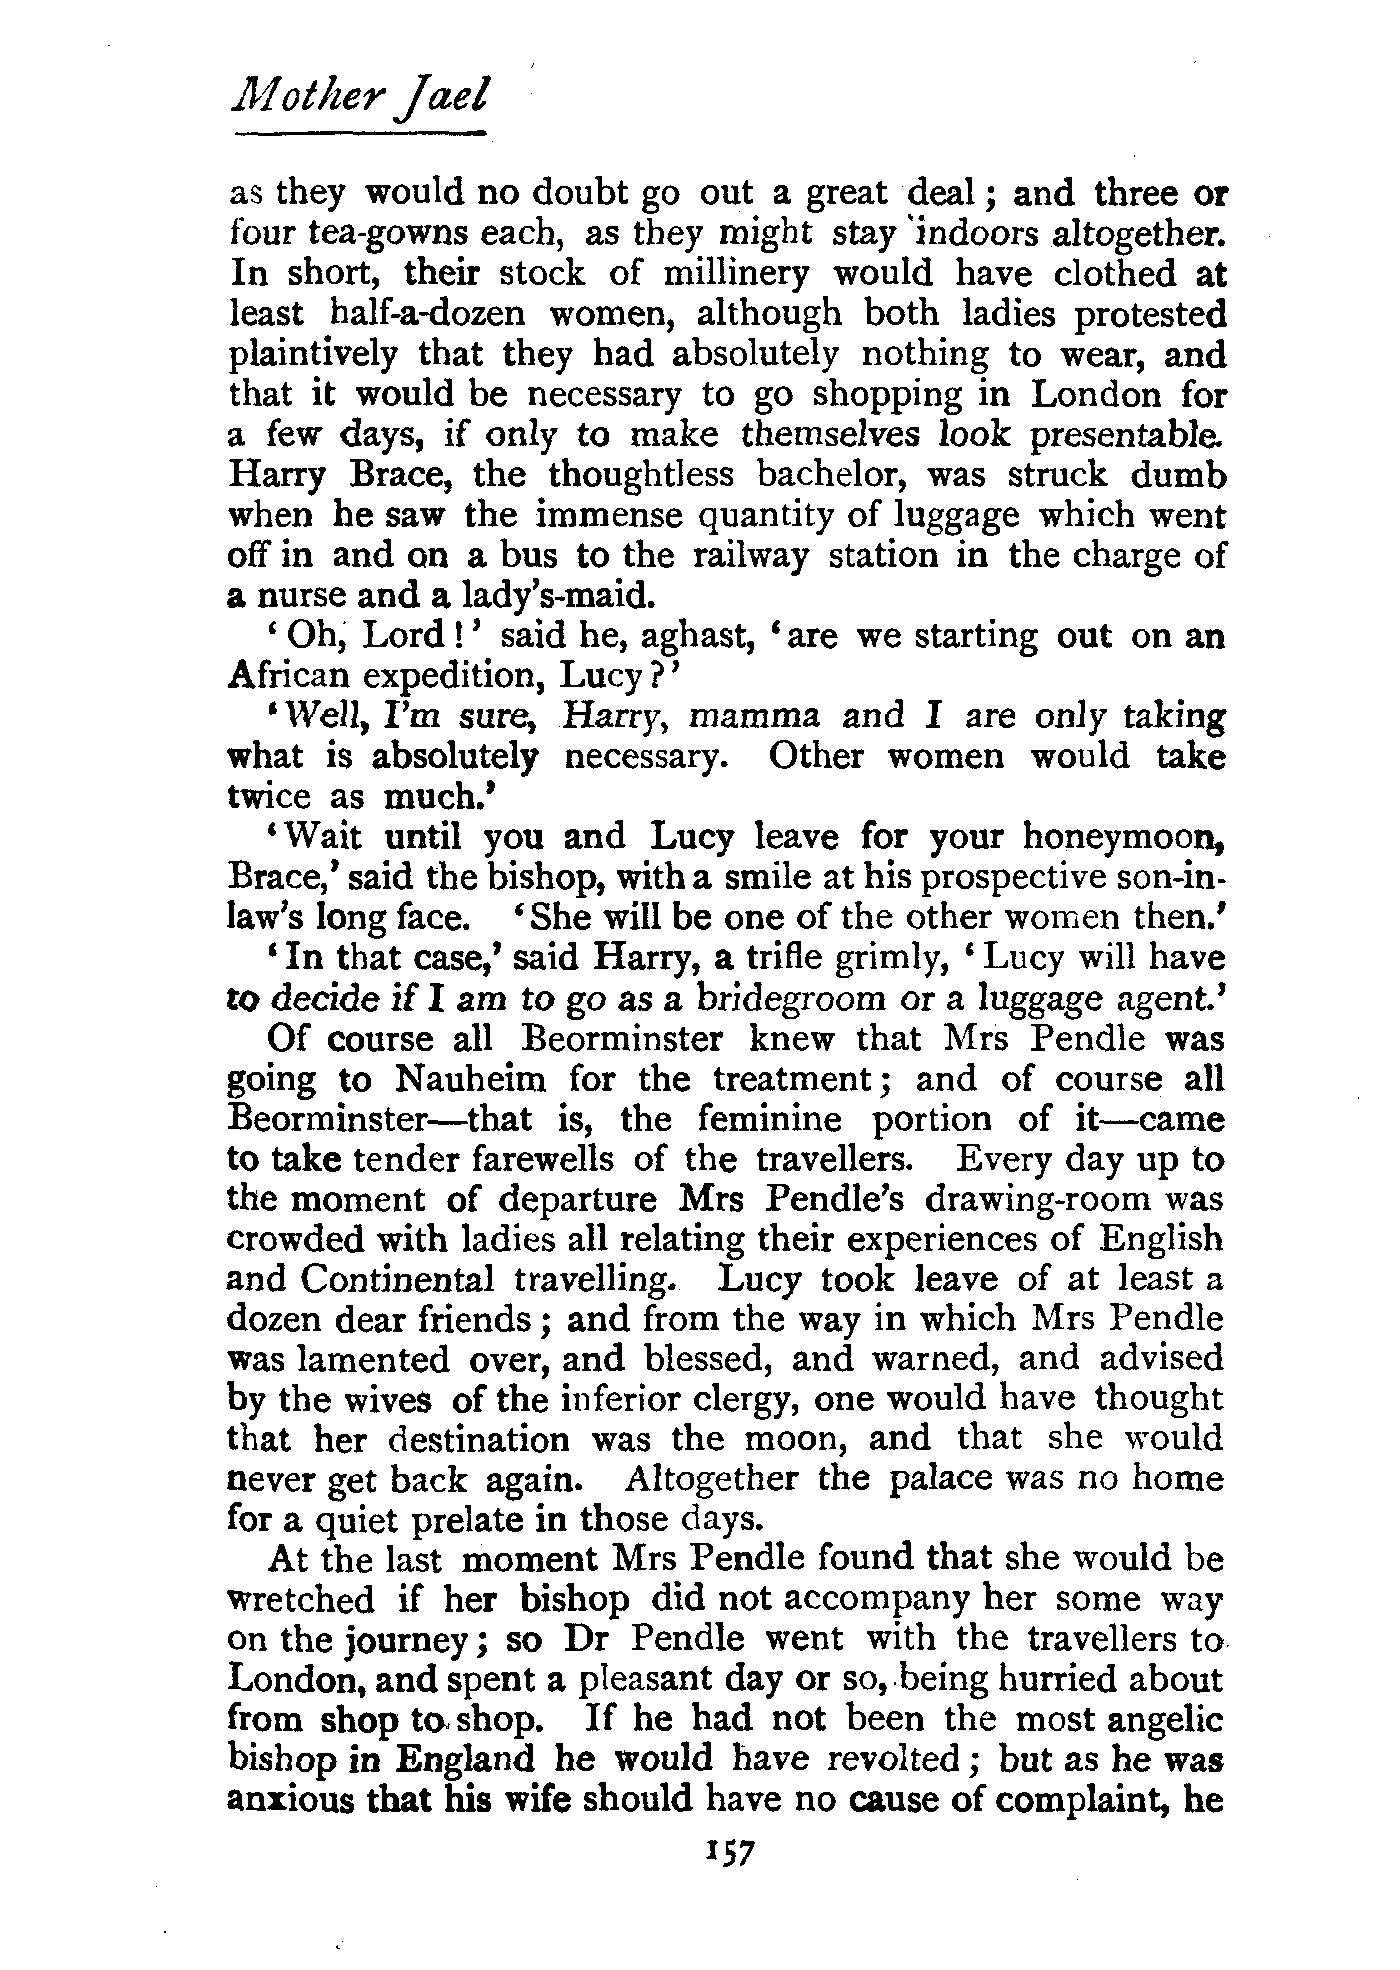 Mother Jael
as they would no doubt go out a great deal ; and three or
four tea-gowns each, as they might stay indoors altogether.
In short, their stock of millinery would have clothed at
least half-a-dozen women, although both ladies protested
plaintively that they had absolutely nothing to wear, and
that it would be necessary to go shopping in London for
a few days, if only to make themselves look presentable.
Harry Brace, the thoughtless bachelor, was struck dumb
when he saw the immense quantity of luggage which went
off in and on a bus to the railway station in the charge of
a nurse and a lady's-maid.
‘ Oh, Lord ! ’ said he, aghast, ‘ are we starting out on an
African expedition, Lucy ? ’
‘ Well, I'm sure, Harry, mamma and I are only taking
what is absolutely necessary. Other women would take
twice as much.’
‘ Wait until you and Lucy leave for your honeymoon,
Brace,’ said the bishop, with a smile at his prospective son-in-
law's long face. ‘ She will be one of the other women then.’
‘ In that case,’ said Harry, a trifle grimly, ‘ Lucy will have
to decide if I am to go as a bridegroom or a luggage agent.’
Of course all Beorminster knew that Mrs Pendle was
going to Nauheim for the treatment ; and of course all
Beorminster—that is, the feminine portion of it—came
to take tender farewells of the travellers. Every day up to
the moment of departure Mrs Pendle's drawing-room was
crowded with ladies all relating their experiences of English
and Continental travelling. Lucy took leave of at least a
dozen dear friends ; and from the way in which Mrs Pendle
was lamented over, and blessed, and warned, and advised
by the wives of the inferior clergy, one would have thought
that her destination was the moon, and that she would
never get back again. Altogether the palace was no home
for a quiet prelate in those days.
At the last moment Mrs Pendle found that she would be
wretched if her bishop did not accompany her some way
on the journey ; so Dr Pendle went with the travellers to
London, and spent a pleasant day or so, being hurried about
from shop to shop. If he had not been the most angelic
bishop in England he would have revolted ; but as he was
anxious that his wife should have no cause of complaint, he
157